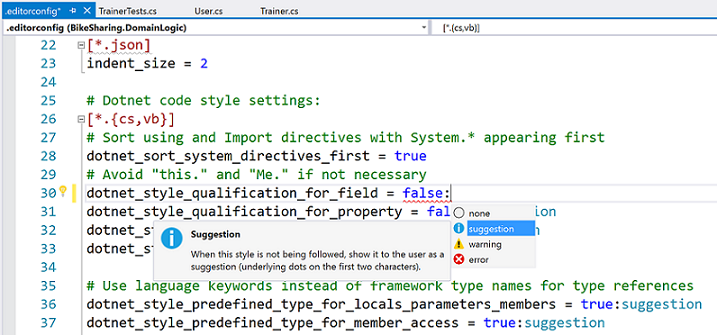 .editorconfig* TrainerTests.cs User.cs Trainer.cs
.editorconfig (BikeSharing.DomainLogic) [*.{cs,vb}]
22 [*.json]
23 indent_size = 2
24
25 # Dotnet code style settings:
26 [*.{cs,vb}]
27 # Sort using and Import directives with System.* appearing first
28 dotnet_sort_system_directives_first = true
29 # Avoid "this." and "Me." if not necessary
30 dotnet_style_qualification_for_field = false:
31 dotnet_style_qualification_for_property = fal
none
suggestion
warning
error
32 dotnet_st
33 dotnet_st
Suggestion
When this style is not being followed, show it to the user as a
suggestion (underlying dots on the first two characters).
34
35 # Use language keywords instead of framework type names for type references
36 dotnet_style_predefined_type_for_locals_parameters_members = true:suggestion
37 dotnet_style_predefined_type_for_member_access = true:suggestion